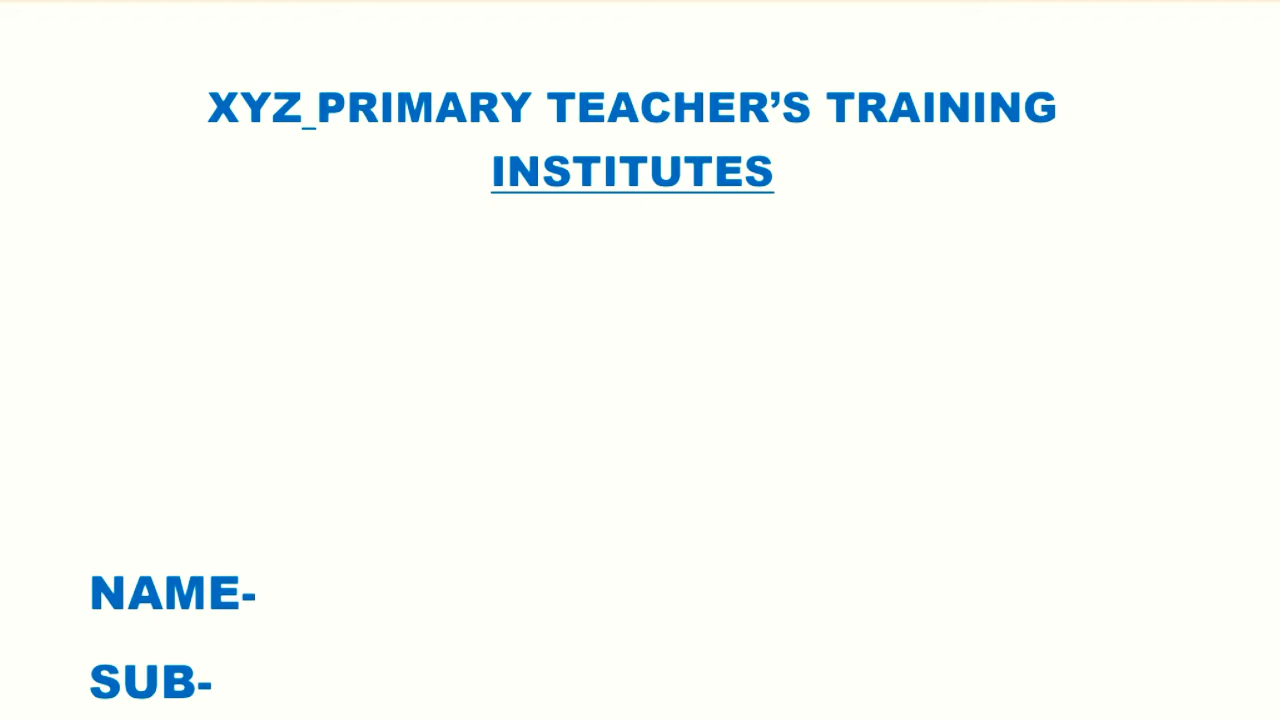 XYZ_PRIMARY TEACHER’S TRAINING
INSTITUTES
NAME-
SUB-